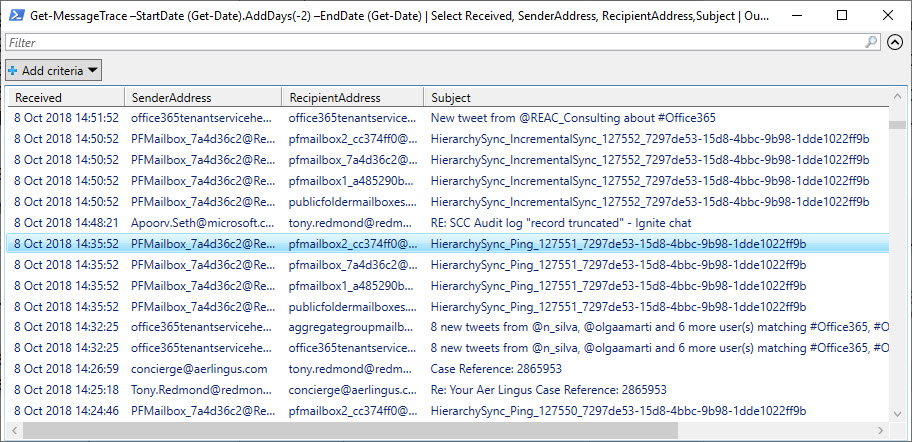 Get-MessageTrace –StartDate (Get-Date).AddDays(-2) –EndDate (Get-Date) | Select Received, SenderAddress, RecipientAddress,Subject | Ou...
Filter
Add criteria
Received SenderAddress RecipientAddress Subject
8 Oct 2018 14:51:52 office365tenantservicehe... office365tenantservicehe... New tweet from @REAC_Consulting about #Office365
8 Oct 2018 14:50:52 PFMailbox_7a4d36c2@Re... pfmailbox2_cc374ff0@... HierarchySync_IncrementalSync_127552_7297de53-15d8-4bbc-9b98-1dde1022ff9b
8 Oct 2018 14:50:52 PFMailbox_7a4d36c2@Re... pfmailbox_7a4d36c2@... HierarchySync_IncrementalSync_127552_7297de53-15d8-4bbc-9b98-1dde1022ff9b
8 Oct 2018 14:50:52 PFMailbox_7a4d36c2@Re... pfmailbox1_a485290b... HierarchySync_IncrementalSync_127552_7297de53-15d8-4bbc-9b98-1dde1022ff9b
8 Oct 2018 14:50:52 PFMailbox_7a4d36c2@Re... publicfoldermailboxes.... HierarchySync_IncrementalSync_127552_7297de53-15d8-4bbc-9b98-1dde1022ff9b
8 Oct 2018 14:48:21 Apoorv.Seth@microsoft.c... tony.redmond@redm... RE: SCC Audit log "record truncated" - Ignite chat
8 Oct 2018 14:35:52 PFMailbox_7a4d36c2@Re... pfmailbox2_cc374ff0@... HierarchySync_Ping_127551_7297de53-15d8-4bbc-9b98-1dde1022ff9b
8 Oct 2018 14:35:52 PFMailbox_7a4d36c2@Re... pfmailbox_7a4d36c2@... HierarchySync_Ping_127551_7297de53-15d8-4bbc-9b98-1dde1022ff9b
8 Oct 2018 14:35:52 PFMailbox_7a4d36c2@Re... pfmailbox1_a485290b... HierarchySync_Ping_127551_7297de53-15d8-4bbc-9b98-1dde1022ff9b
8 Oct 2018 14:35:52 PFMailbox_7a4d36c2@Re... publicfoldermailboxes.... HierarchySync_Ping_127551_7297de53-15d8-4bbc-9b98-1dde1022ff9b
8 Oct 2018 14:32:25 office365tenantservicehe... aggregategroupmailb... 8 new tweets from @n_silva, @olgaamarti and 6 more user(s) matching #Office365, #O
8 Oct 2018 14:32:25 office365tenantservicehe... office365tenantservicehe... 8 new tweets from @n_silva, @olgaamarti and 6 more user(s) matching #Office365, #O
8 Oct 2018 14:26:59 concierge@aerlingus.com tony.redmond@redm... Case Reference: 2865953
8 Oct 2018 14:25:18 Tony.Redmond@redmon... concierge@aerlingus.c... Re: Your Aer Lingus Case Reference: 2865953
8 Oct 2018 14:24:46 PFMailbox_7a4d36c2@Re... pfmailbox2_cc374ff0@... HierarchySync_Ping_127550_7297de53-15d8-4bbc-9b98-1dde1022ff9b